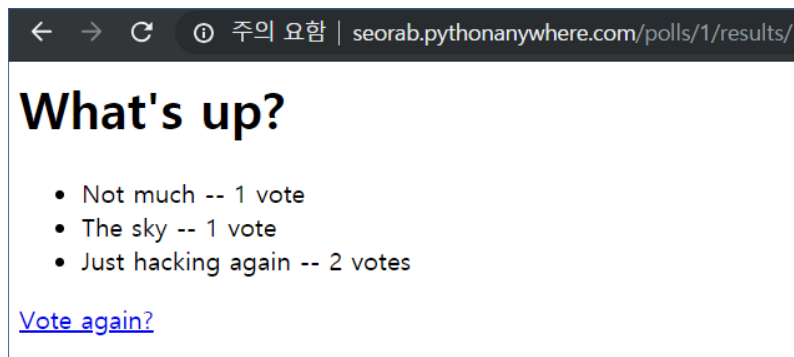 주의 요함 | seorab.pythonanywhere.com/polls/1/results/
What's up?
• Not much -- 1 vote
• The sky -- 1 vote
• Just hacking again -- 2 votes
Vote again?